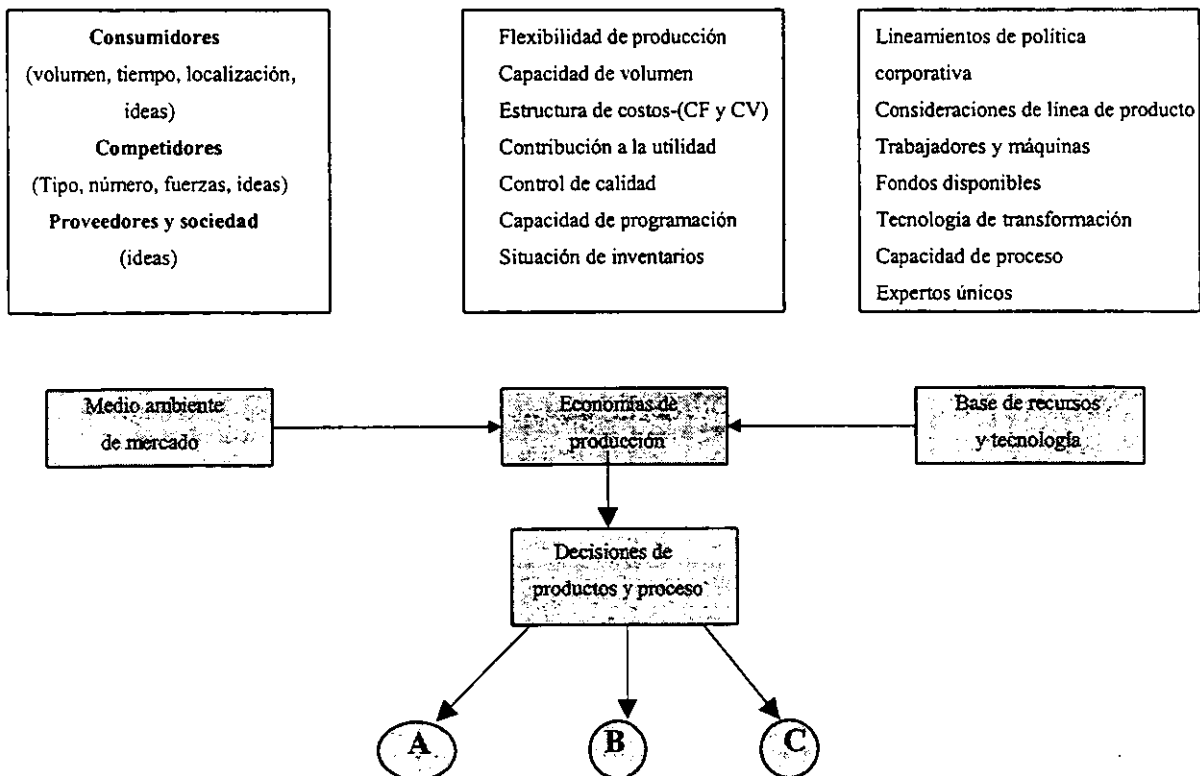 Consumidores
(volumen, tiempo, localización,
ideas)
Competidores
(Tipo, número, fuerzas, ideas)
Proveedores y sociedad
(ideas)
Flexibilidad de producción
Capacidad de volumen
Estructura de costos-(CF y CV)
Contribución a la utilidad
Control de calidad
Capacidad de programación
Situación de inventarios
Lineamientos de política
corporativa
Consideraciones de línea de producto
Trabajadores y máquinas
Fondos disponibles
Tecnología de transformación
Capacidad de proceso
Expertos únicos
Medio ambiente
de mercado
Economías de
producción
Base de recursos
y tecnología
Decisiones de
productos y proceso
A
B
C